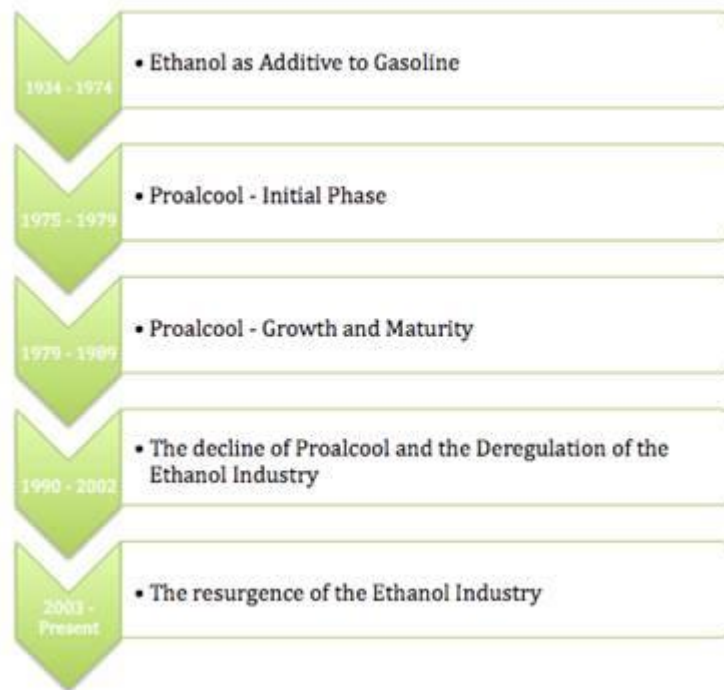 1934 - 1974
• Ethanol as Additive to Gasoline
1975 - 1979
• Proalcool - Initial Phase
1979 - 1989
• Proalcool - Growth and Maturity
1990 - 2002
• The decline of Proalcool and the Deregulation of the
Ethanol Industry
2003 -
Present
• The resurgence of the Ethanol Industry